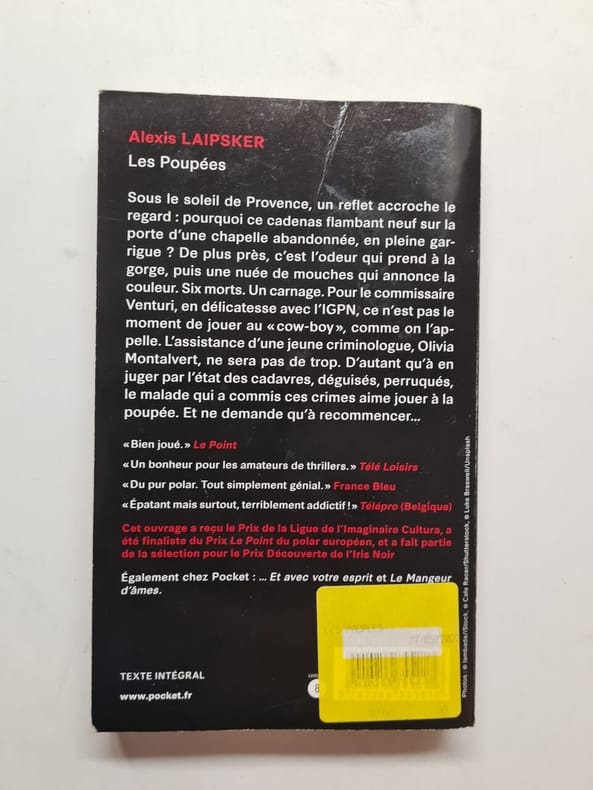 Alexis LAIPSKER
Les Poupées
Sous le soleil de Provence, un reflet accroche le
regard : pourquoi ce cadenas flambant neuf sur la
porte d'une chapelle abandonnée, en pleine gar-
rigue ? De plus près, c'est l'odeur qui prend à la
gorge, puis une nuée de mouches qui annonce la
couleur. Six morts. Un carnage. Pour le commissaire
Venturi, en délicatesse avec l'IGPN, ce n'est pas le
moment de jouer au « cow-boy », comme on l'ap-
pelle. L'assistance d'une jeune criminologue, Olivia
Montalvert, ne sera pas de trop. D'autant qu'à en
juger par l'état des cadavres, déguisés, perruqués,
le malade qui a commis ces crimes aime jouer à la
poupée. Et ne demande qu'à recommencer...
« Bien joué. » Le Point
« Un bonheur pour les amateurs de thrillers. » Télé Loisirs
« Du pur polar. Tout simplement génial. » France Bleu
« Épatant mais surtout, terriblement addictif ! » Télépro (Belgique)
Cet ouvrage a reçu le Prix de la Ligue de l'Imaginaire Cultura, a
été finaliste du Prix Le Point du polar européen, et a fait partie
de la sélection pour le Prix Découverte de l'Iris Noir
Également chez Pocket : ... Et avec votre esprit et Le Mangeur
d'âmes.
TEXTE INTÉGRAL
www.pocket.fr
Photos : © lambada/iStock, © Cafe Racer/Shutterstock, © Luke Braswell/Unsplash